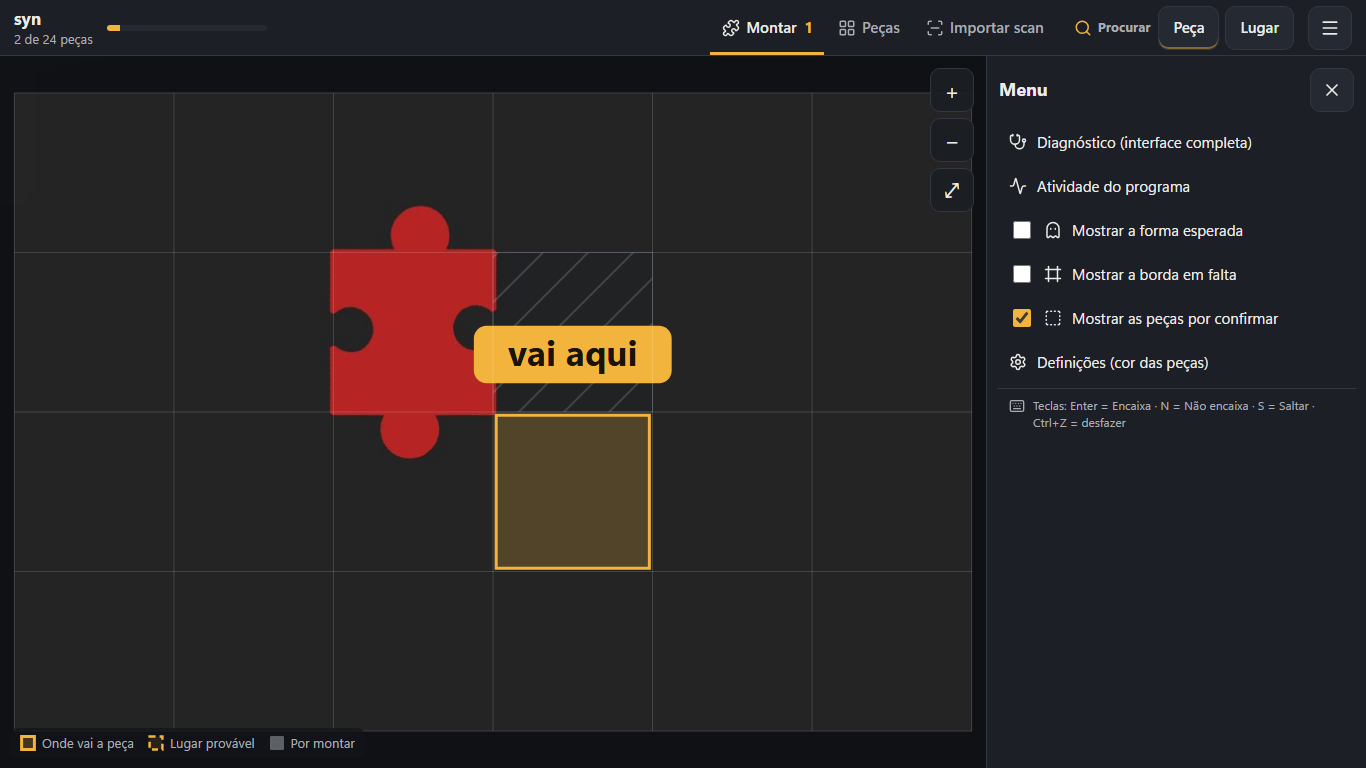 syn
2 de 24 peças
Montar 1
Peças
Importar scan
Procurar
Peça
Lugar
Menu
Diagnóstico (interface completa)
Atividade do programa
Mostrar a forma esperada
Mostrar a borda em falta
Mostrar as peças por confirmar
Definições (cor das peças)
Teclas: Enter = Encaixa · N = Não encaixa · S = Saltar ·
Ctrl+Z = desfazer
vai aqui
Onde vai a peça
Lugar provável
Por montar